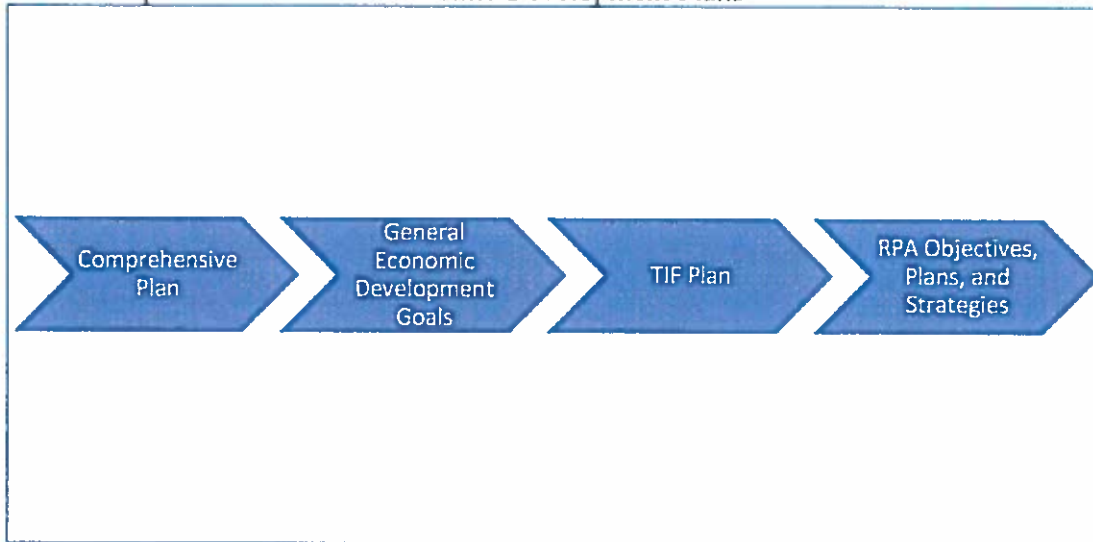 Comprehensive
Plan
General
Economic
Development
Goals
TIF Plan
RPA Objectives,
Plans, and
Strategies